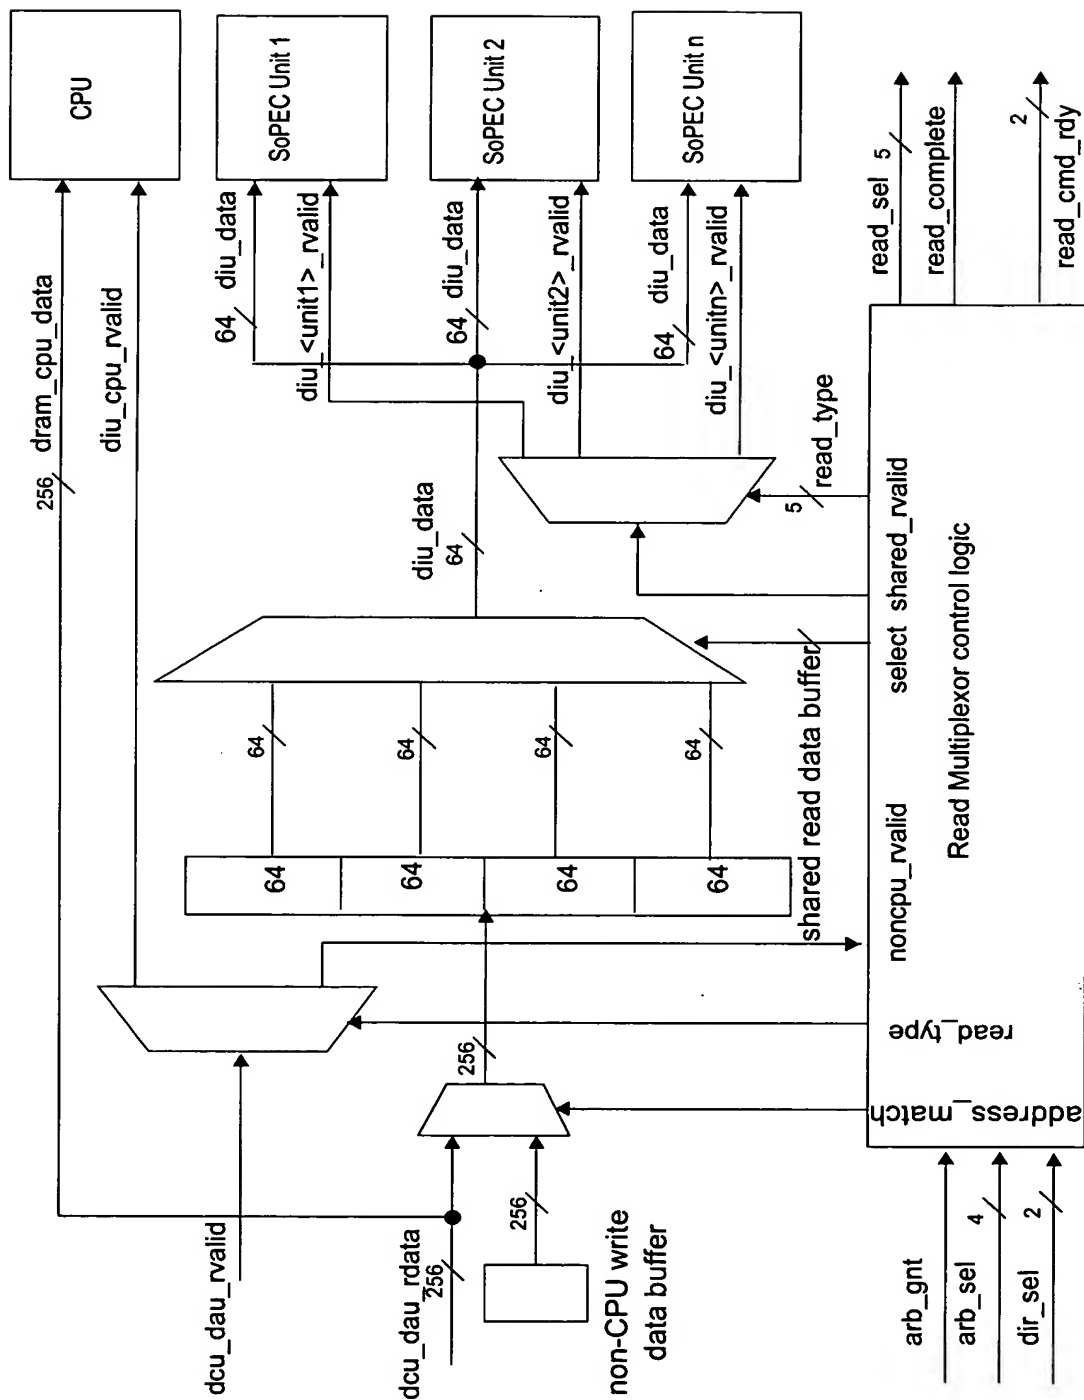 CPU
SoPEC Unit 1
SoPEC Unit 2
SoPEC Unit n
256
dram_cpu_data
diu_cpu_rvalid
64
diu_data
diu_<unit1>_rvalid
64
diu_data
diu_<unit2>_rvalid
64
diu_data
diu_<unitn>_rvalid
diu_data
64
5
read_type
64
64
64
64
64
64
64
64
shared read data buffer
256
dcu_dau_rvalid
dcu_dau_rdata
256
256
non-CPU write
data buffer
address_match
read_type
noncpu_rvalid
select
shared_rvalid
Read Multiplexor control logic
arb_gnt
arb_sel
4
dir_sel
2
read_sel
5
read_complete
2
read_cmd_rdy